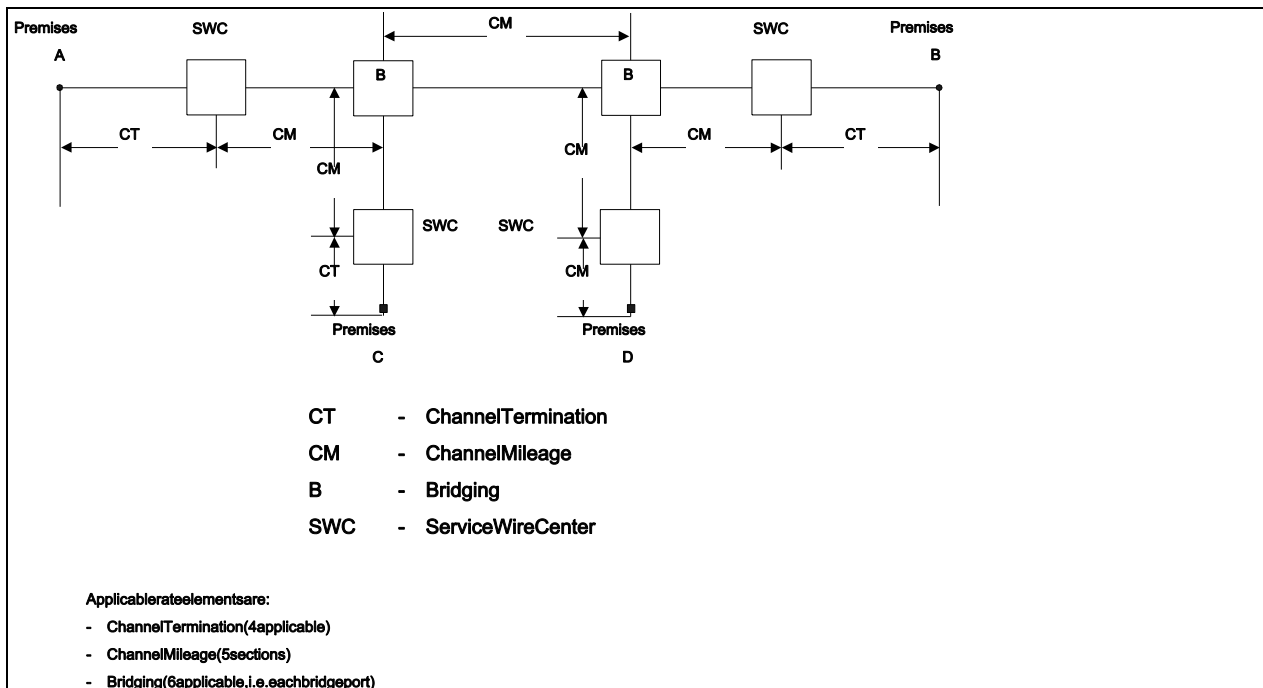 Premises SWC CM SWC Premises
A B B B
CT CM CM CM CM CT
SWC SWC
CT CM
Premises Premises
C D
CT - ChannelTermination
CM - ChannelMileage
B - Bridging
SWC - ServiceWireCenter
Applicablerateelementsare:
- ChannelTermination(4applicable)
- ChannelMileage(5sections)
- Bridging(6applicable,i.e.eachbridgeport)